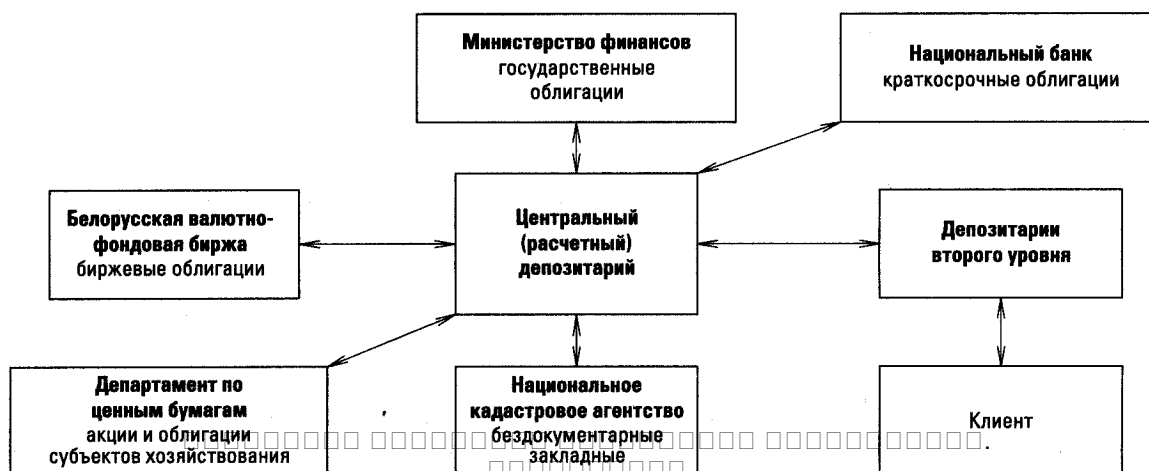 Министерство финансов
государственные
облигации
Национальный банк
краткосрочные облигации
Белорусская валютно-
фондовая биржа
биржевые облигации
Центральный
(расчетный)
депозитарий
Депозитарии
второго уровня
Департамент по
ценным бумагам
акции и облигации
субъектов хозяйствования
Национальное
кадастровое агентство
бездокументарные
закладные
Клиент